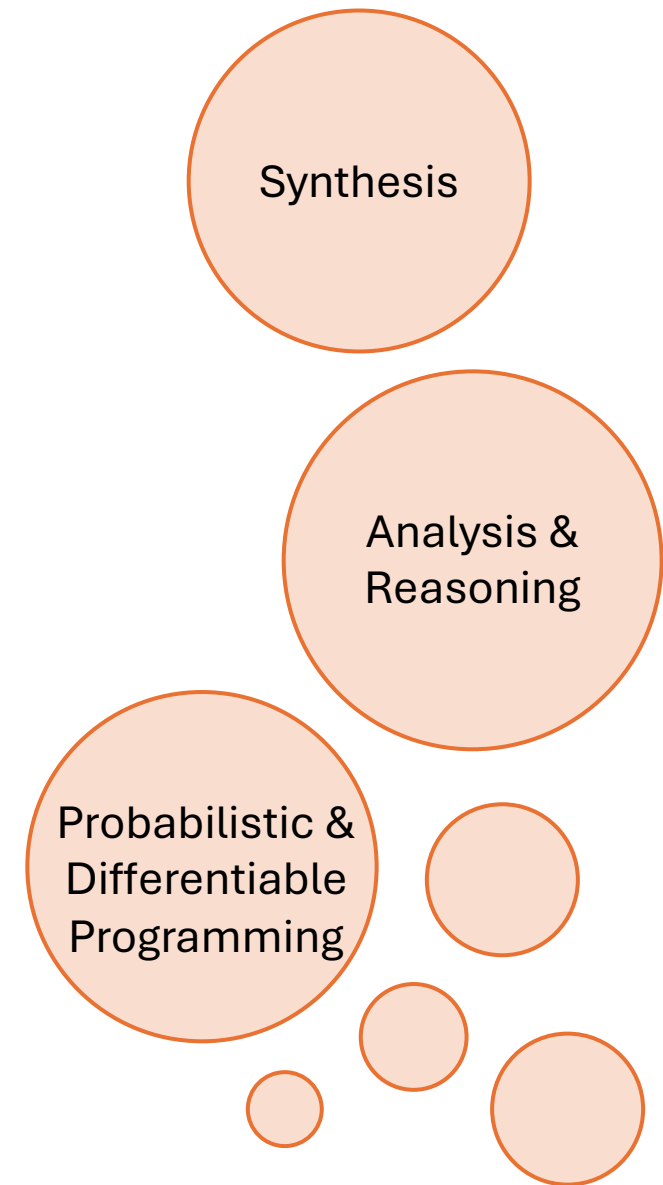 Synthesis
Analysis &
Reasoning
Probabilistic &
Differentiable
Programming